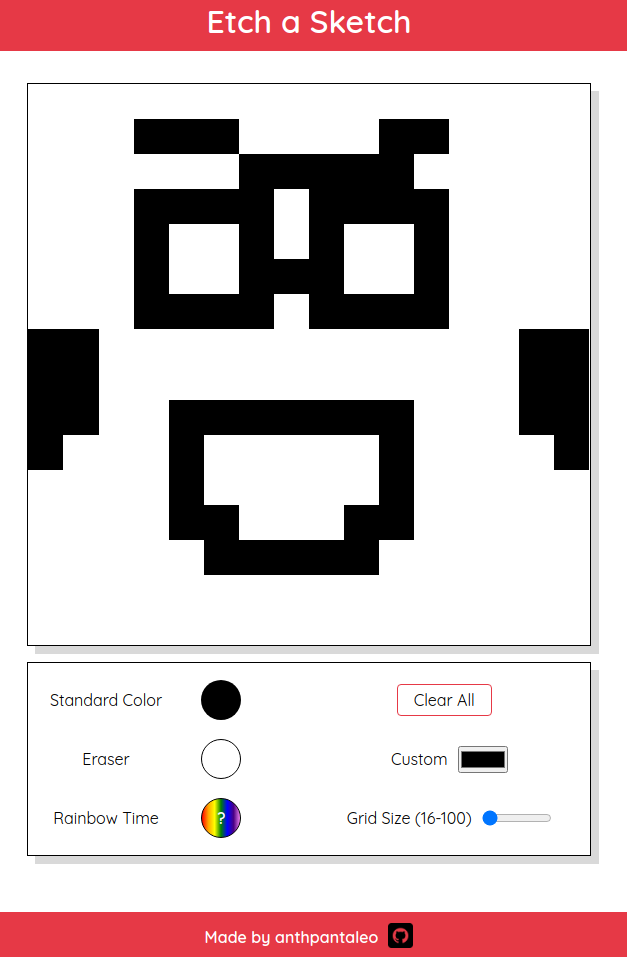 Etch a Sketch
Standard Color
Clear All
Eraser
Custom
Rainbow Time
?
Grid Size (16-100)
Made by anthpantaleo